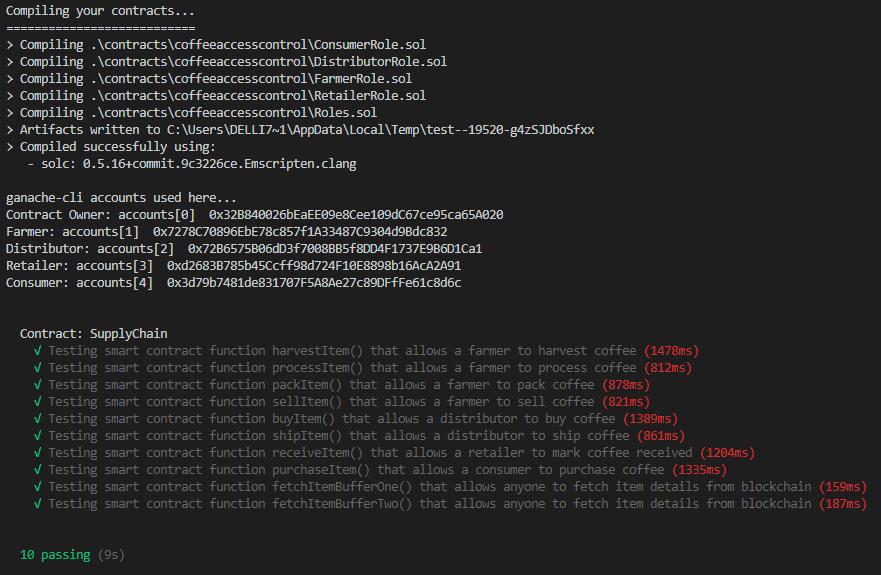 Compiling your contracts...
===========================
> Compiling .\contracts\coffeeaccesscontrol\ConsumerRole.sol
> Compiling .\contracts\coffeeaccesscontrol\DistributorRole.sol
> Compiling .\contracts\coffeeaccesscontrol\FarmerRole.sol
> Compiling .\contracts\coffeeaccesscontrol\RetailerRole.sol
> Compiling .\contracts\coffeeaccesscontrol\Roles.sol
> Artifacts written to C:\Users\DELLI7~1\AppData\Local\Temp\test--19520-g4zSJDboSfxx
> Compiled successfully using:
- solc: 0.5.16+commit.9c3226ce.Emscripten.clang
ganache-cli accounts used here...
Contract Owner: accounts[0] 0x32B840026bEaEE09e8Cee109dC67ce95ca65A020
Farmer: accounts[1] 0x7278C70896EbE78c857f1A33487C9304d9Bdc832
Distributor: accounts[2] 0x72B6575B06dD3f7008BB5f8DD4F1737E9B6D1Ca1
Retailer: accounts[3] 0xd2683B785b45Ccff98d724F10E8898b16AcA2A91
Consumer: accounts[4] 0x3d79b7481de831707F5A8Ae27c89DFfFe61c8d6c
Contract: SupplyChain
√ Testing smart contract function harvestItem() that allows a farmer to harvest coffee (1478ms)
√ Testing smart contract function processItem() that allows a farmer to process coffee (812ms)
√ Testing smart contract function packItem() that allows a farmer to pack coffee (878ms)
√ Testing smart contract function sellItem() that allows a farmer to sell coffee (821ms)
√ Testing smart contract function buyItem() that allows a distributor to buy coffee (1389ms)
√ Testing smart contract function shipItem() that allows a distributor to ship coffee (861ms)
√ Testing smart contract function receiveItem() that allows a retailer to mark coffee received (1204ms)
√ Testing smart contract function purchaseItem() that allows a consumer to purchase coffee (1335ms)
√ Testing smart contract function fetchItemBufferOne() that allows anyone to fetch item details from blockchain (159ms)
√ Testing smart contract function fetchItemBufferTwo() that allows anyone to fetch item details from blockchain (187ms)
10 passing (9s)